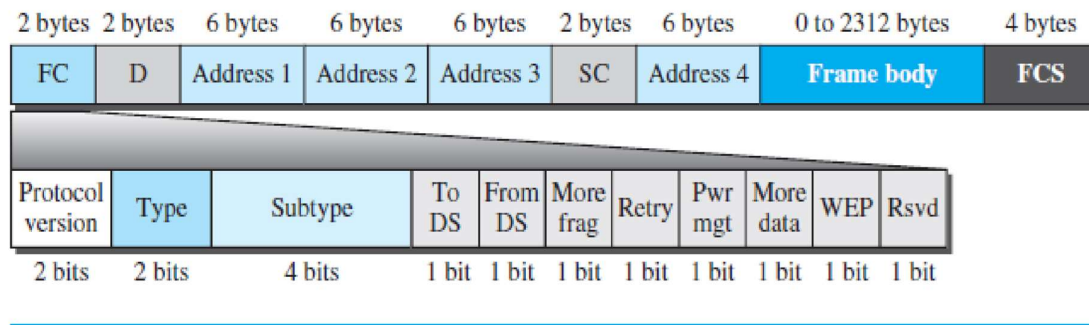 2 bytes 2 bytes 6 bytes 6 bytes 6 bytes 2 bytes 6 bytes 0 to 2312 bytes 4 bytes
FC D Address 1 Address 2 Address 3 SC Address 4 Frame body FCS
Protocol version Type Subtype To DS From DS More frag Retry Pwr mgt More data WEP Rsvd
2 bits 2 bits 4 bits 1 bit 1 bit 1 bit 1 bit 1 bit 1 bit 1 bit 1 bit